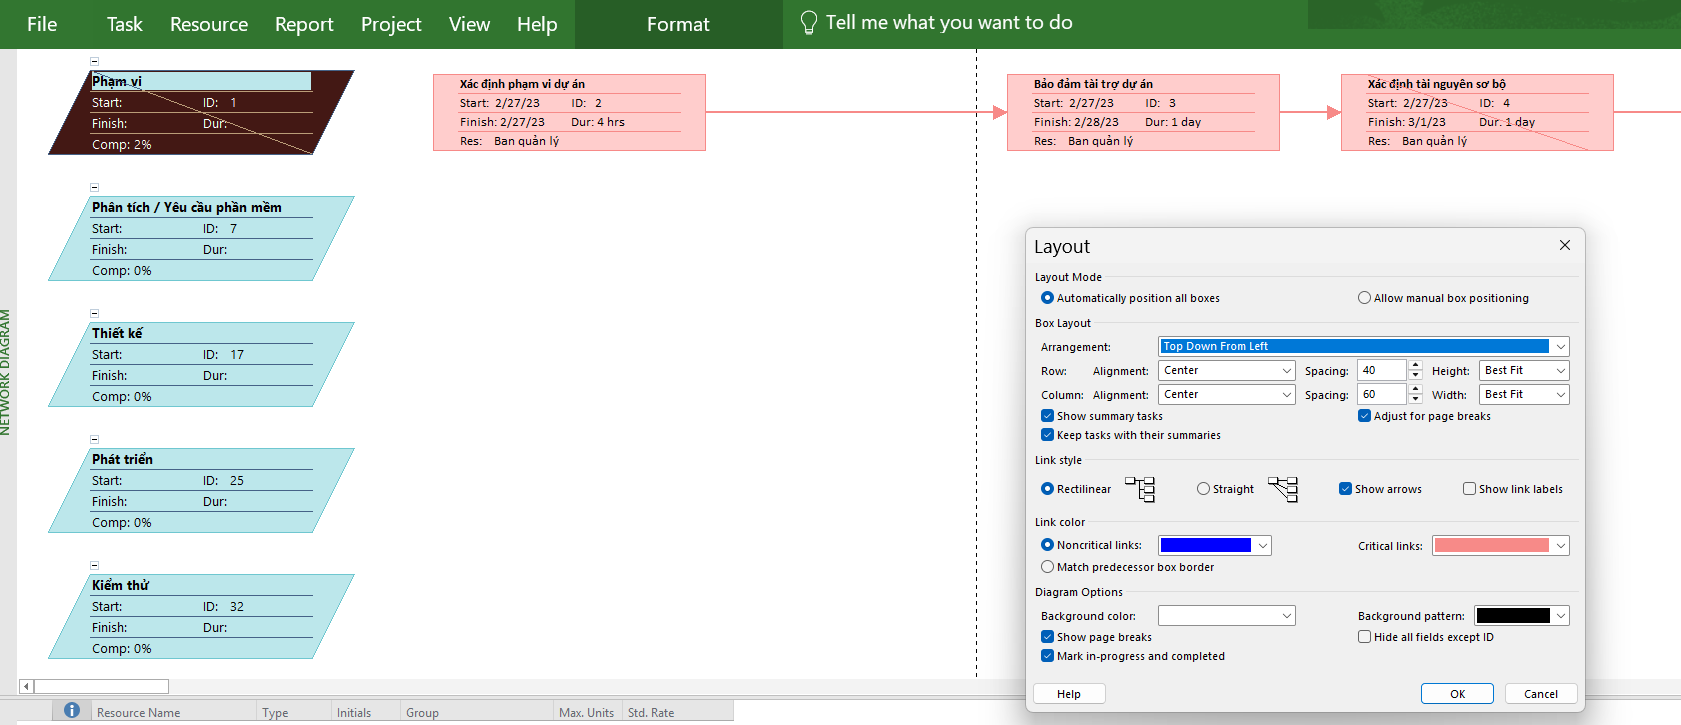 File Task Resource Report Project View Help Format Tell me what you want to do
NETWORK DIAGRAM
Phạm vi
Start: ID: 1
Finish: Dur:
Comp: 2%
Xác định phạm vi dự án
Start: 2/27/23 ID: 2
Finish: 2/27/23 Dur: 4 hrs
Res: Ban quản lý
Bảo đảm tài trợ dự án
Start: 2/27/23 ID: 3
Finish: 2/28/23 Dur: 1 day
Res: Ban quản lý
Xác định tài nguyên sơ bộ
Start: 2/27/23 ID: 4
Finish: 3/1/23 Dur: 1 day
Res: Ban quản lý
Phân tích / Yêu cầu phần mềm
Start: ID: 7
Finish: Dur:
Comp: 0%
Thiết kế
Start: ID: 17
Finish: Dur:
Comp: 0%
Phát triển
Start: ID: 25
Finish: Dur:
Comp: 0%
Kiểm thử
Start: ID: 32
Finish: Dur:
Comp: 0%
Layout
Layout Mode
Automatically position all boxes Allow manual box positioning
Box Layout
Arrangement: Top Down From Left
Row: Alignment: Center Spacing: 40 Height: Best Fit
Column: Alignment: Center Spacing: 60 Width: Best Fit
Show summary tasks Adjust for page breaks
Keep tasks with their summaries
Link style
Rectilinear Straight Show arrows Show link labels
Link color
Noncritical links: Critical links:
Match predecessor box border
Diagram Options
Background color: Background pattern:
Show page breaks Hide all fields except ID
Mark in-progress and completed
Help OK Cancel
Resource Name Type Initials Group Max. Units Std. Rate